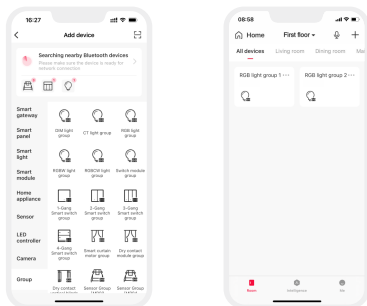 16:27
Add device
Searching nearby Bluetooth devices
Please make sure the device is ready for
network connection
Smart
gateway
Smart
panel
Smart
light
Smart
module
Home
appliance
Sensor
LED
controller
Camera
Group
DIM light
group
CT light group
RGB light
group
RGBW light
group
RGBCW light
group
Switch module
group
1-Gang
Smart switch
group
2-Gang
Smart switch
group
3-Gang
Smart switch
group
4-Gang
Smart switch
group
Smart curtain
motor group
Dry contact
module group
Dry contact
Sensor Group
Sensor Group
08:58
Home
First floor
All devices
Living room
Dining room
Mai
RGB light group 1 ···
RGB light group 2 ···
Room
Intelligence
Me